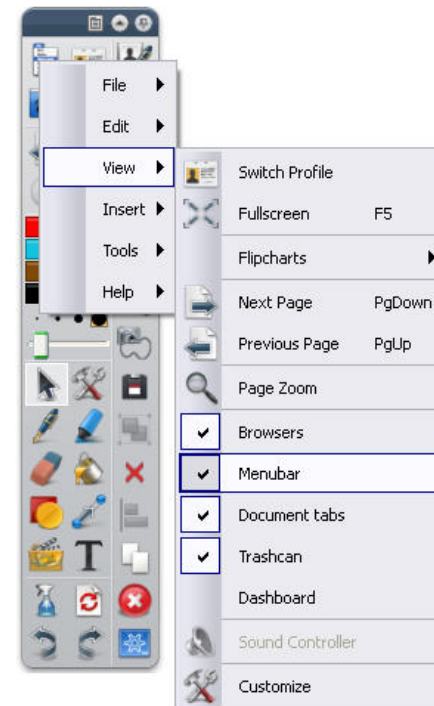 File
Edit
View
Insert
Tools
Help
Switch Profile
Fullscreen F5
Flipcharts
Next Page PgDown
Previous Page PgUp
Page Zoom
Browsers
Menubar
Document tabs
Trashcan
Dashboard
Sound Controller
Customize
T